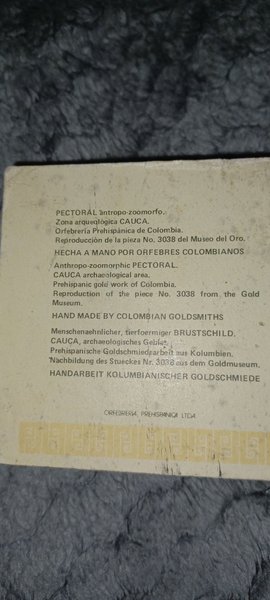 PECTORAL antropo-zoomorfo.
Zona arqueológica CAUCA.
Orfebrería Prehispánica de Colombia.
Reproducción de la pieza No. 3038 del Museo del Oro.
HECHA A MANO POR ORFEBRES COLOMBIANOS
Anthropo-zoomorphic PECTORAL.
CAUCA archaeological area.
Prehispanic gold work of Colombia.
Reproduction of the piece No. 3038 from the Gold
Museum.
HAND MADE BY COLOMBIAN GOLDSMITHS
Menschenaehnlicher, tierfoermiger BRUSTSCHILD.
CAUCA, archaeologisches Gebiet.
Prehispanische Goldschmiedearbeit aus Kolumbien.
Nachbildung des Stueckes Nr. 3038 aus dem Goldmuseum.
HANDARBEIT KOLUMBIANISCHER GOLDSCHMIEDE
ORFEBRERIA PREHISPANICA LTDA.